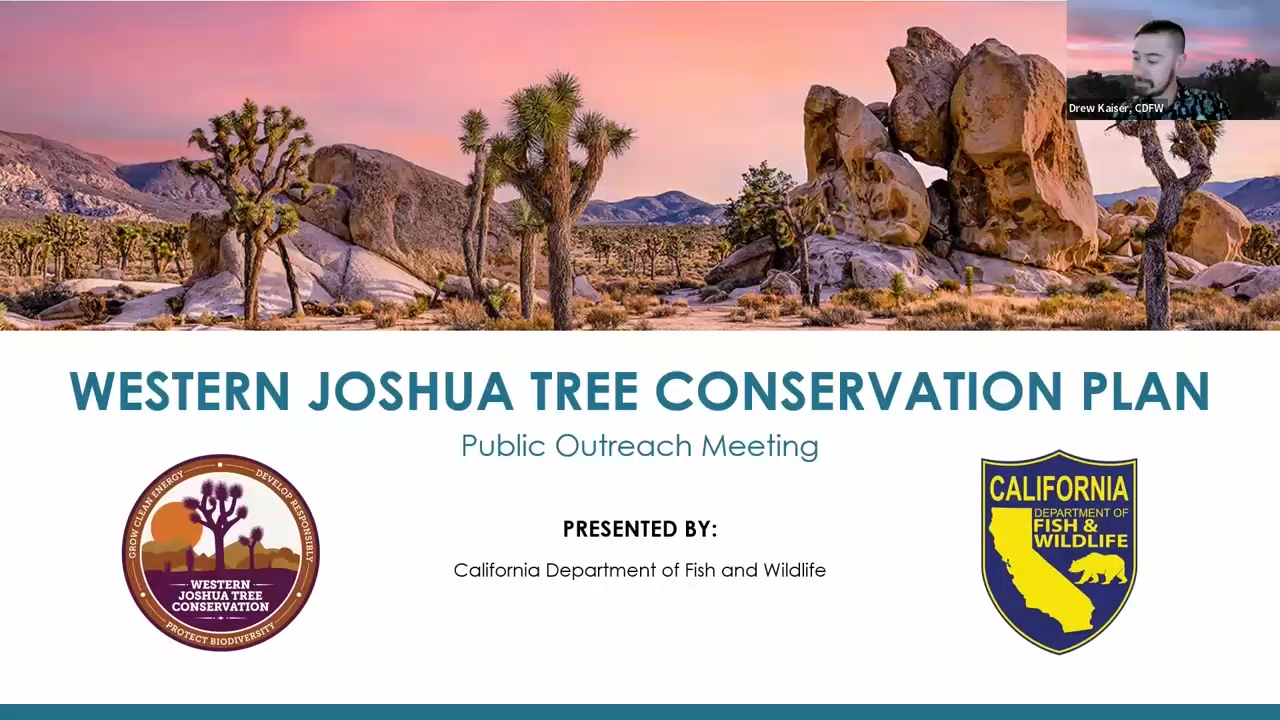 Drew Kaiser, CDFW
WESTERN JOSHUA TREE CONSERVATION PLAN
Public Outreach Meeting
GROW CLEAN ENERGY
DEVELOP RESPONSIBLY
WESTERN
JOSHUA TREE
CONSERVATION
PROTECT BIODIVERSITY
PRESENTED BY:
California Department of Fish and Wildlife
CALIFORNIA
DEPARTMENT OF
FISH &
WILDLIFE